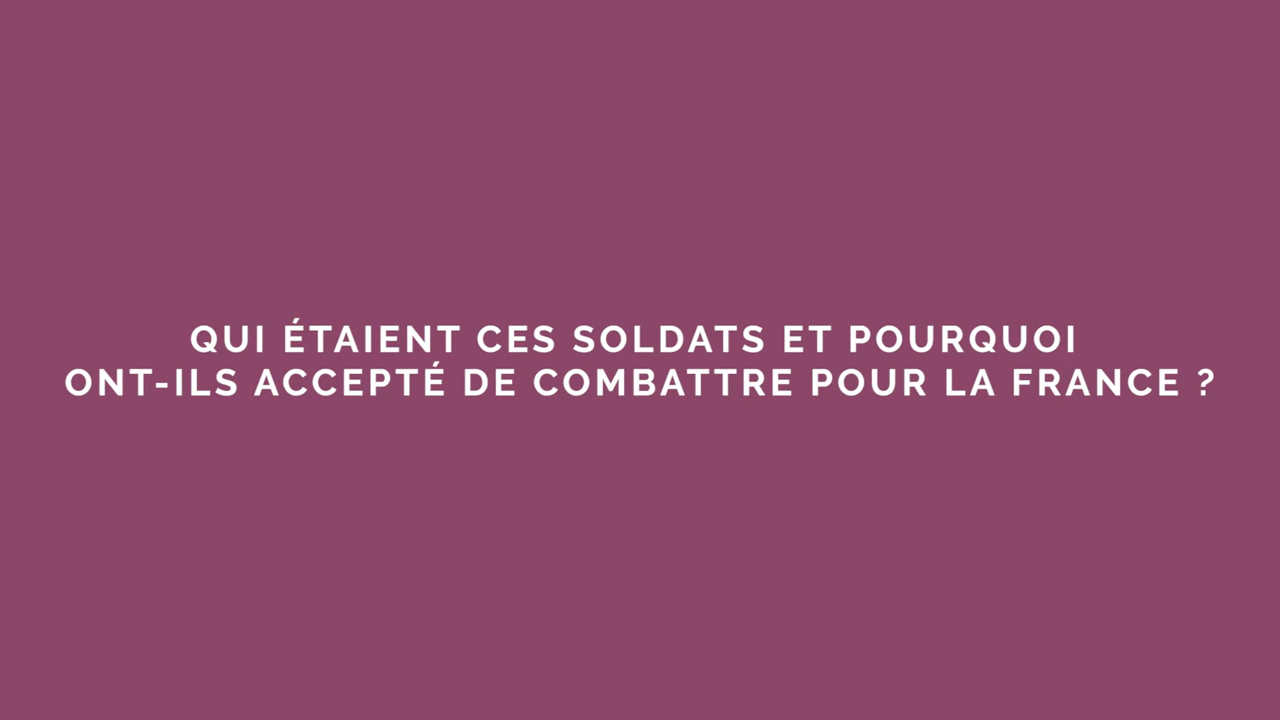 QUI ÉTAIENT CES SOLDATS ET POURQUOI
ONT-ILS ACCEPTÉ DE COMBATTRE POUR LA FRANCE ?